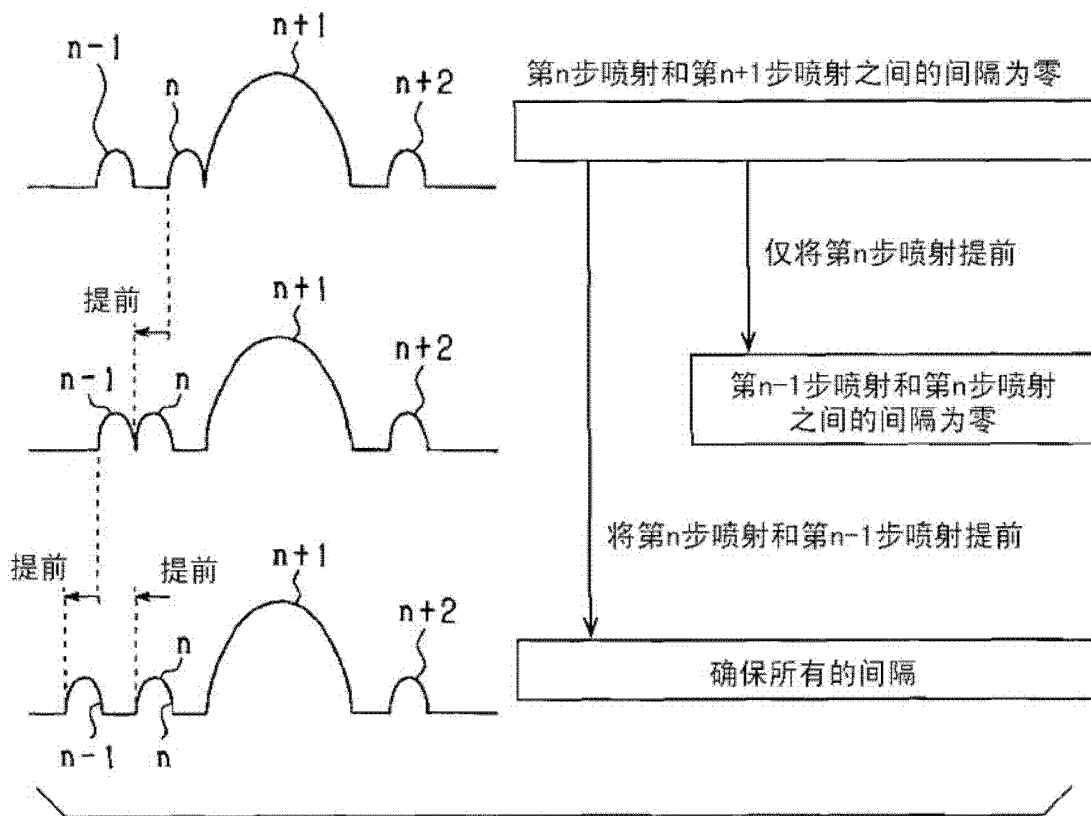 n-1
n
n+1
n+2
第n步喷射和第n+1步喷射之间的间隔为零
仅将第n步喷射提前
提前
n-1
n
n+1
n+2
第n-1步喷射和第n步喷射
之间的间隔为零
将第n步喷射和第n-1步喷射提前
提前
提前
n+1
n+2
n
n-1
n
确保所有的间隔